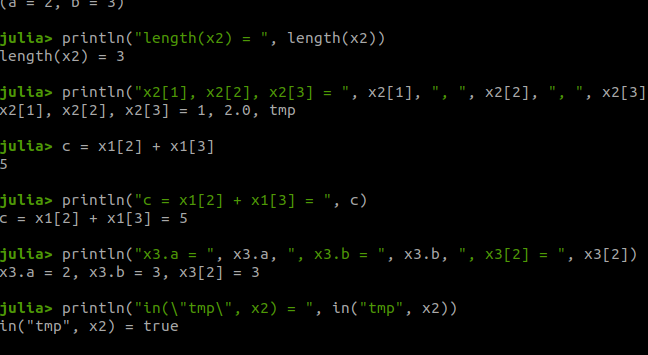 (a = 2, b = 3)
julia> println("length(x2) = ", length(x2))
length(x2) = 3
julia> println("x2[1], x2[2], x2[3] = ", x2[1], ", ", x2[2], ", ", x2[3]
x2[1], x2[2], x2[3] = 1, 2.0, tmp
julia> c = x1[2] + x1[3]
5
julia> println("c = x1[2] + x1[3] = ", c)
c = x1[2] + x1[3] = 5
julia> println("x3.a = ", x3.a, ", x3.b = ", x3.b, ", x3[2] = ", x3[2])
x3.a = 2, x3.b = 3, x3[2] = 3
julia> println("in(\"tmp\", x2) = ", in("tmp", x2))
in("tmp", x2) = true